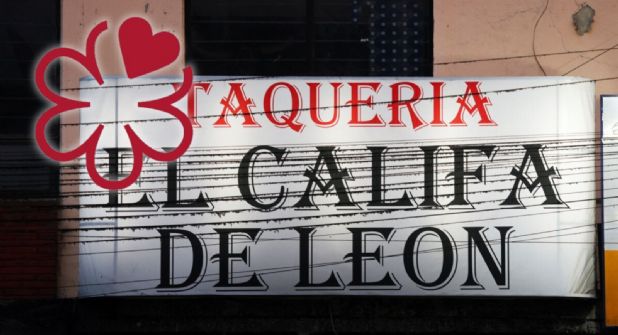 TAQUERIA
EL CALIFA
DE LEON